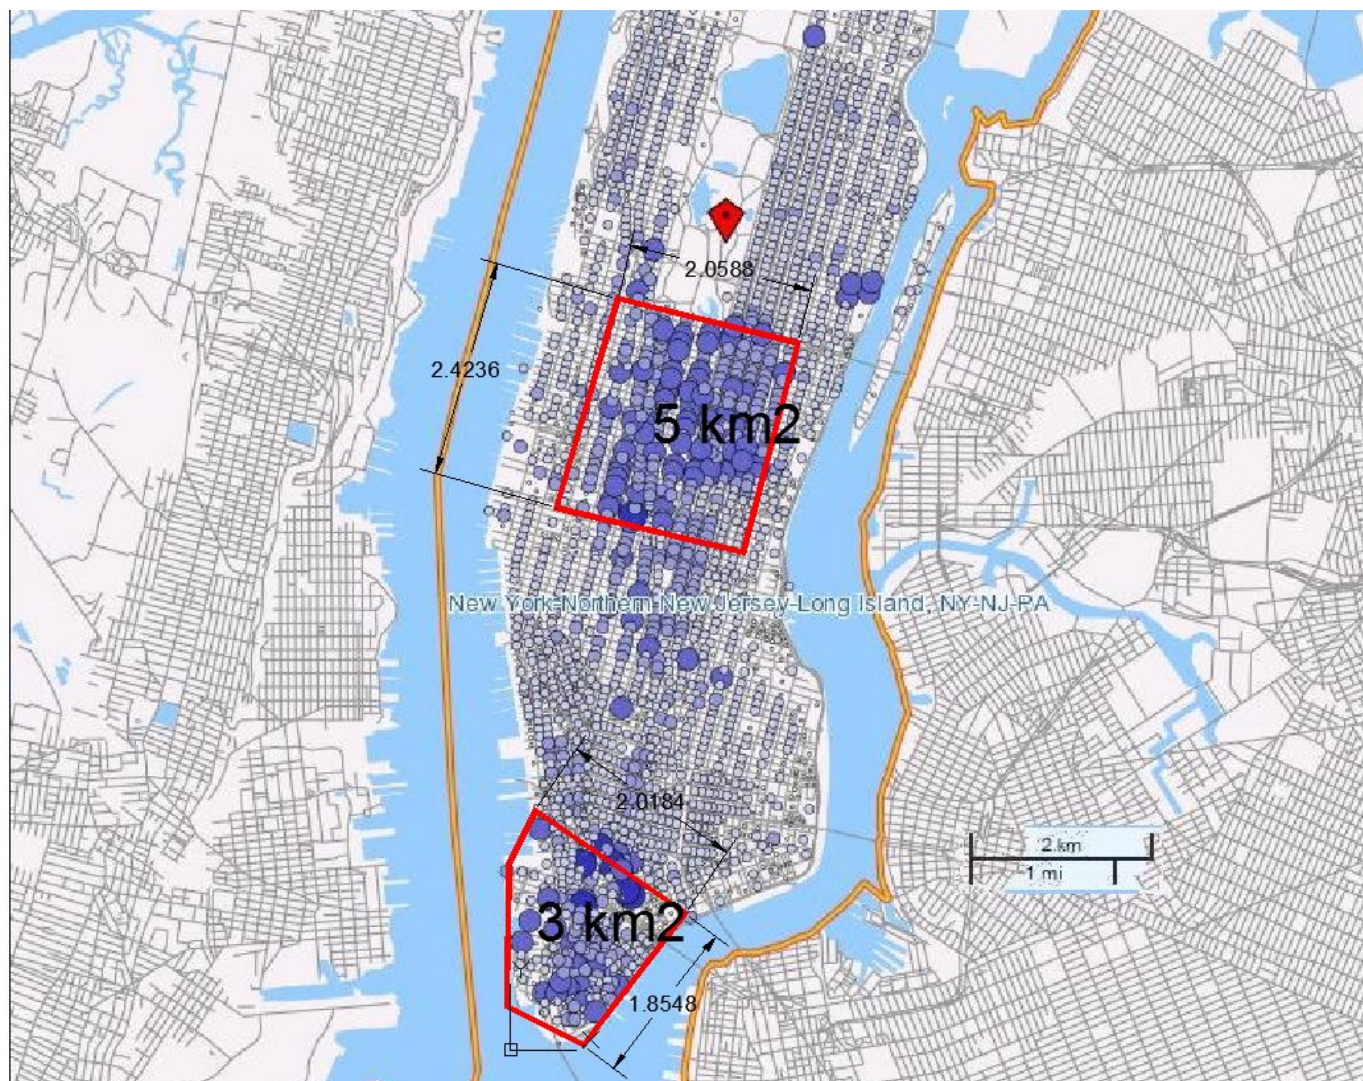 2.0588
2.4236
5 km2
New York-Northern New Jersey-Long Island, NY-NJ-PA
2.0184
2 km
1 mi
3 km2
1.8548